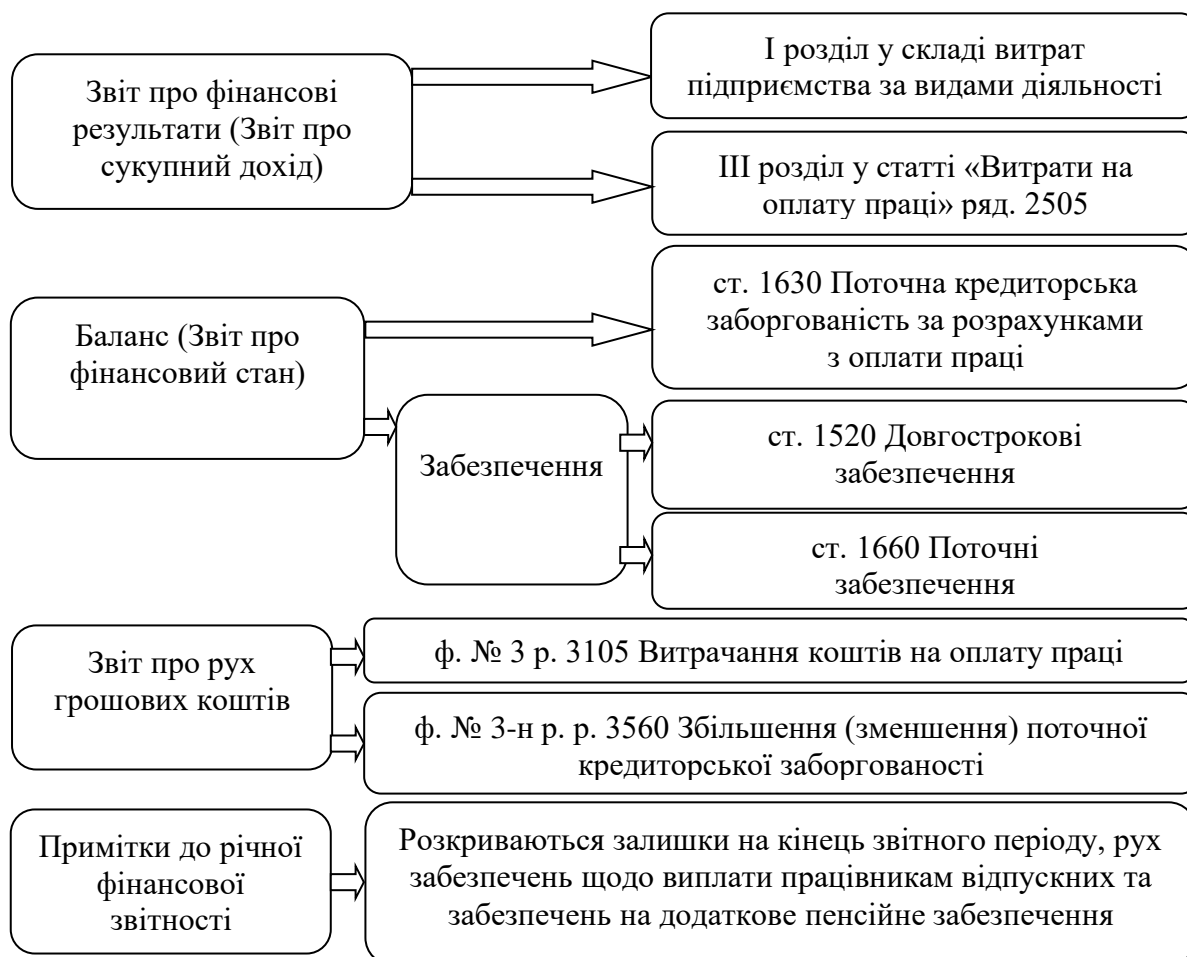 Звіт про фінансові
результати (Звіт про
сукупний дохід)
І розділ у складі витрат
підприємства за видами діяльності
ІІІ розділ у статті «Витрати на
оплату праці» ряд. 2505
Баланс (Звіт про
фінансовий стан)
ст. 1630 Поточна кредиторська
заборгованість за розрахунками
з оплати праці
Забезпечення
ст. 1520 Довгострокові
забезпечення
ст. 1660 Поточні
забезпечення
Звіт про рух
грошових коштів
ф. № 3 р. 3105 Витрачання коштів на оплату праці
ф. № 3-н р. р. 3560 Збільшення (зменшення) поточної
кредиторської заборгованості
Примітки до річної
фінансової
звітності
Розкриваються залишки на кінець звітного періоду, рух
забезпечень щодо виплати працівникам відпускних та
забезпечень на додаткове пенсійне забезпечення